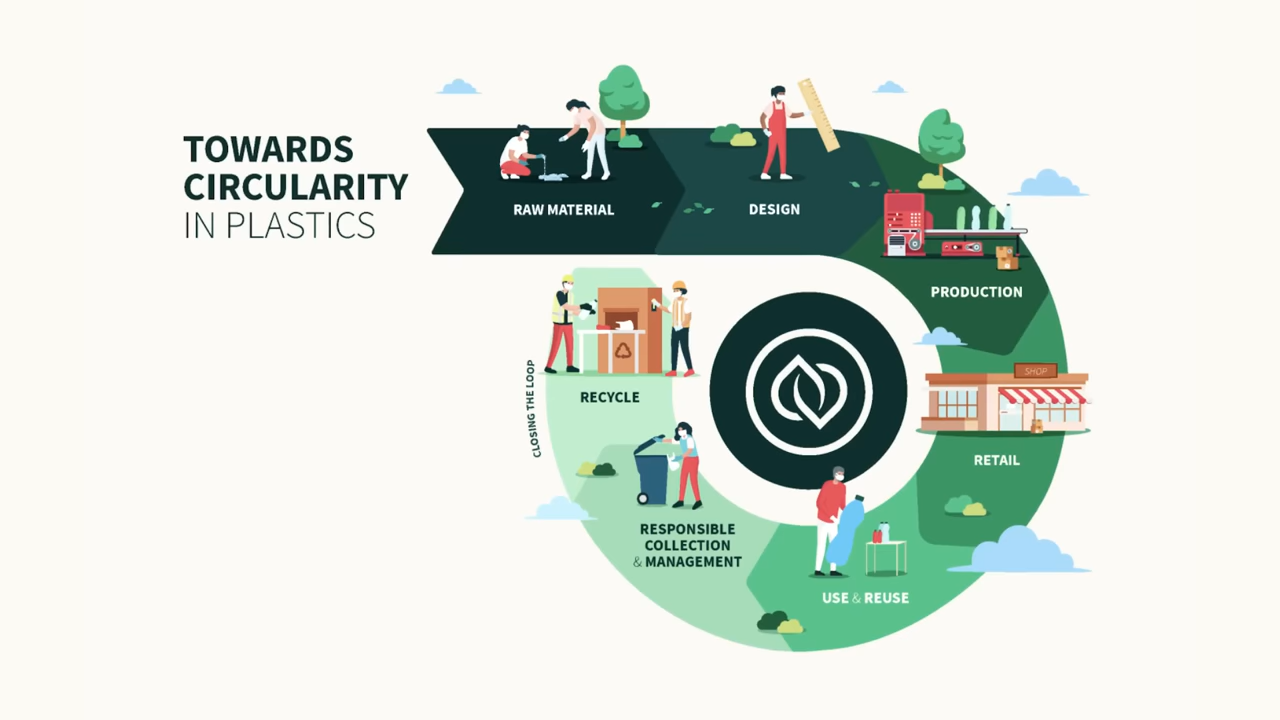 TOWARDS
CIRCULARITY
IN PLASTICS
RAW MATERIAL
DESIGN
PRODUCTION
SHOP
RETAIL
USE & REUSE
RESPONSIBLE
COLLECTION
& MANAGEMENT
RECYCLE
CLOSING THE LOOP